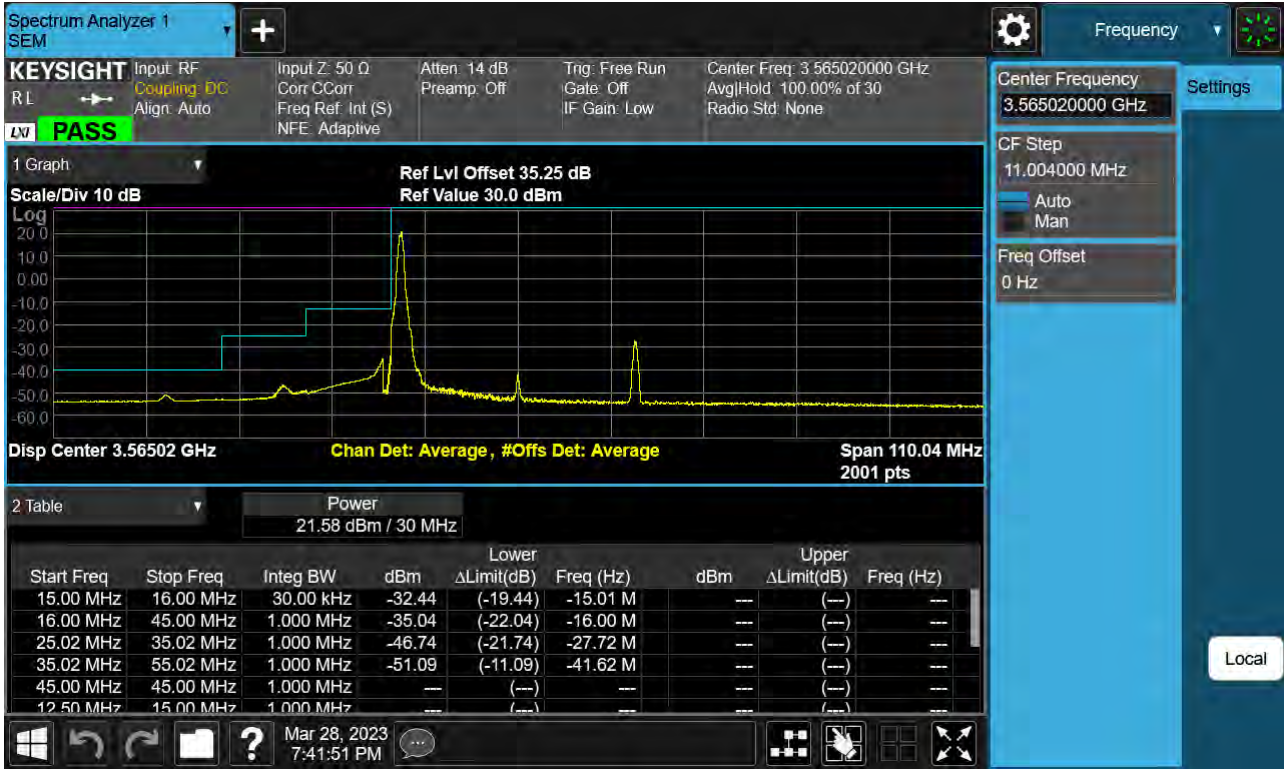 Spectrum Analyzer 1
SEM
Frequency
KEYSIGHT
R L
LXI PASS
Input: RF
Coupling: DC
Align: Auto
Input Z: 50 Ω
Corr CCorr
Freq Ref: Int (S)
NFE: Adaptive
Atten: 14 dB
Preamp: Off
Trig: Free Run
Gate: Off
IF Gain: Low
Center Freq: 3.565020000 GHz
Avg|Hold: 100.00% of 30
Radio Std: None
Center Frequency
3.565020000 GHz
Settings
CF Step
11.004000 MHz
Auto
Man
Freq Offset
0 Hz
1 Graph
Scale/Div 10 dB
Ref Lvl Offset 35.25 dB
Ref Value 30.0 dBm
Log
20.0
10.0
0.00
-10.0
-20.0
-30.0
-40.0
-50.0
-60.0
Disp Center 3.56502 GHz
Chan Det: Average, #Offs Det: Average
Span 110.04 MHz
2001 pts
2 Table
Power
21.58 dBm / 30 MHz
Lower Upper
Start Freq Stop Freq Integ BW dBm ΔLimit(dB) Freq (Hz) dBm ΔLimit(dB) Freq (Hz)
15.00 MHz 16.00 MHz 30.00 kHz -32.44 (-19.44) -15.01 M --- (---) ---
16.00 MHz 45.00 MHz 1.000 MHz -35.04 (-22.04) -16.00 M --- (---) ---
25.02 MHz 35.02 MHz 1.000 MHz -46.74 (-21.74) -27.72 M --- (---) ---
35.02 MHz 55.02 MHz 1.000 MHz -51.09 (-11.09) -41.62 M --- (---) ---
45.00 MHz 45.00 MHz 1.000 MHz --- (---) --- --- (---) ---
12.50 MHz 15.00 MHz 1.000 MHz --- (---) --- --- (---) ---
Local
?
Mar 28, 2023
7:41:51 PM